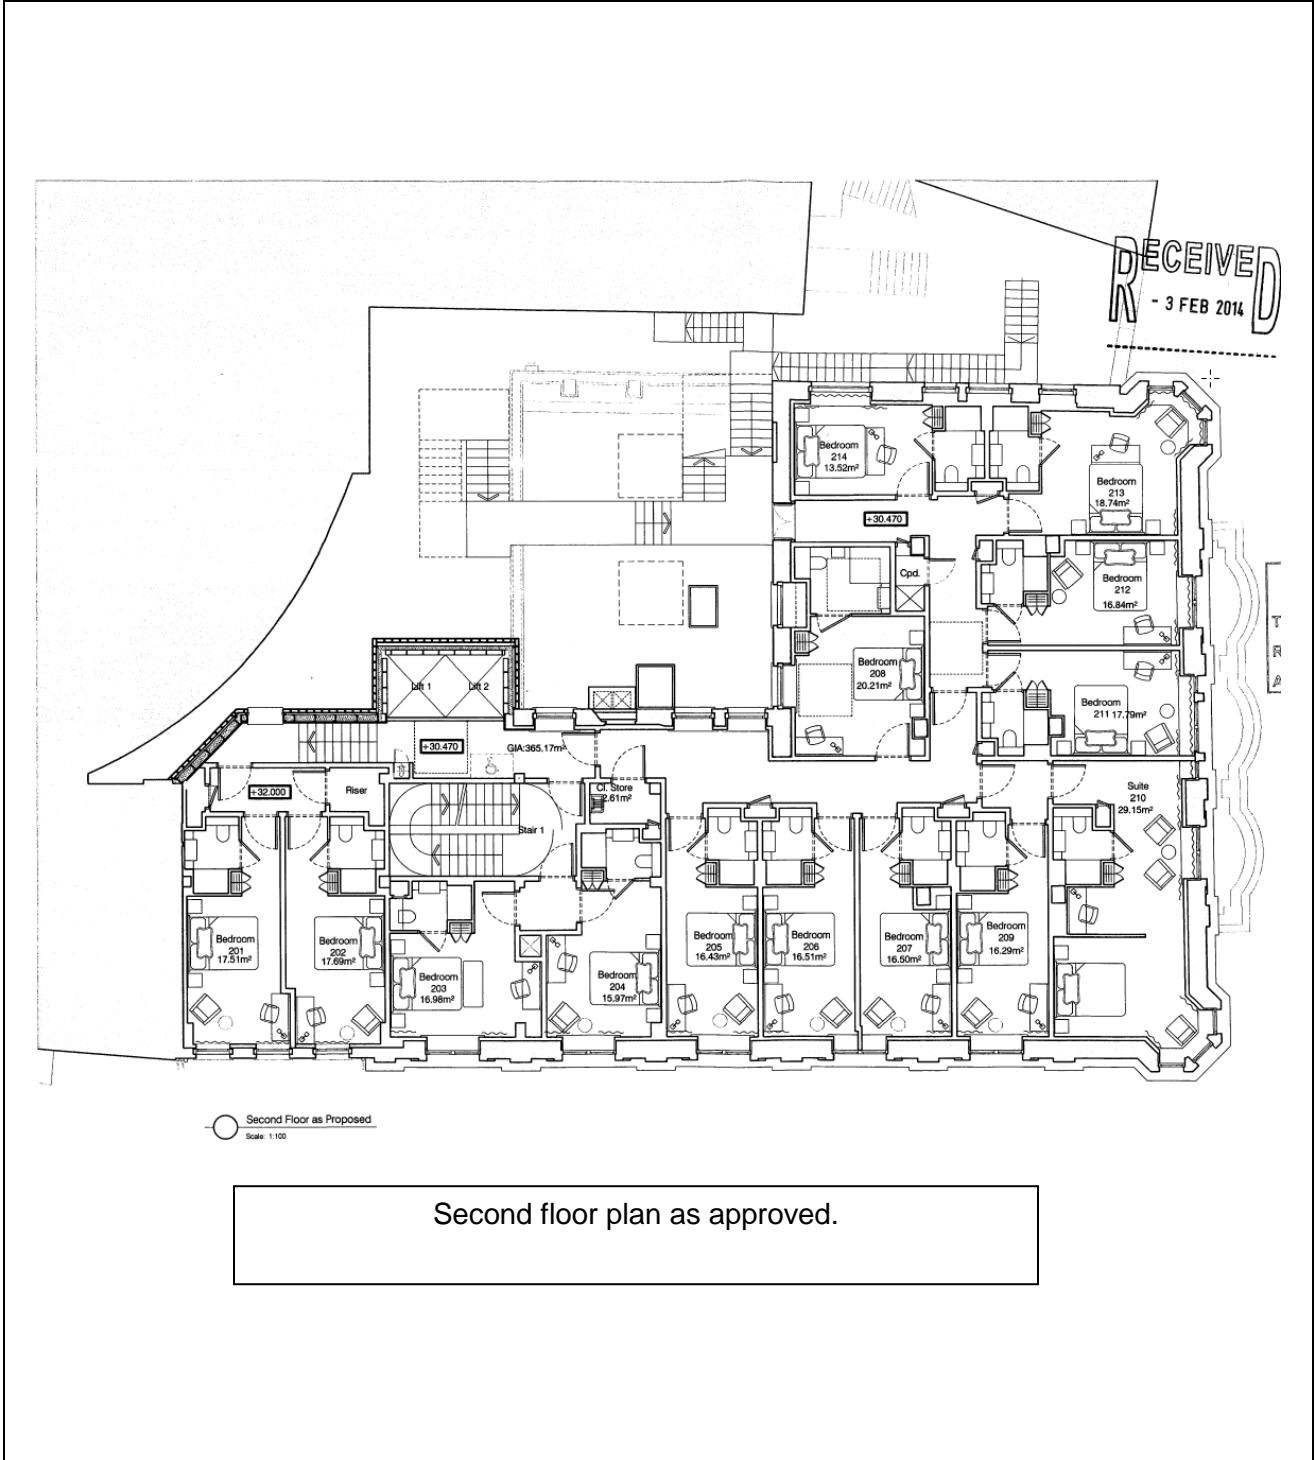 RECEIVED
- 3 FEB 2014
Bedroom
214
13.52m²
Bedroom
213
18.74m²
+30.470
Cpd.
Bedroom
212
16.84m²
Bedroom
208
20.21m²
Bedroom
211 17.79m²
Lift 1
Lift 2
+30.470
GIA:365.17m²
+32.000
Riser
Cl. Store
2.61m²
Stair 1
Suite
210
29.15m²
Bedroom
201
17.51m²
Bedroom
202
17.69m²
Bedroom
203
16.98m²
Bedroom
204
15.97m²
Bedroom
205
16.43m²
Bedroom
206
16.51m²
Bedroom
207
16.50m²
Bedroom
209
16.29m²
Second Floor as Proposed
Scale: 1:100
Second floor plan as approved.